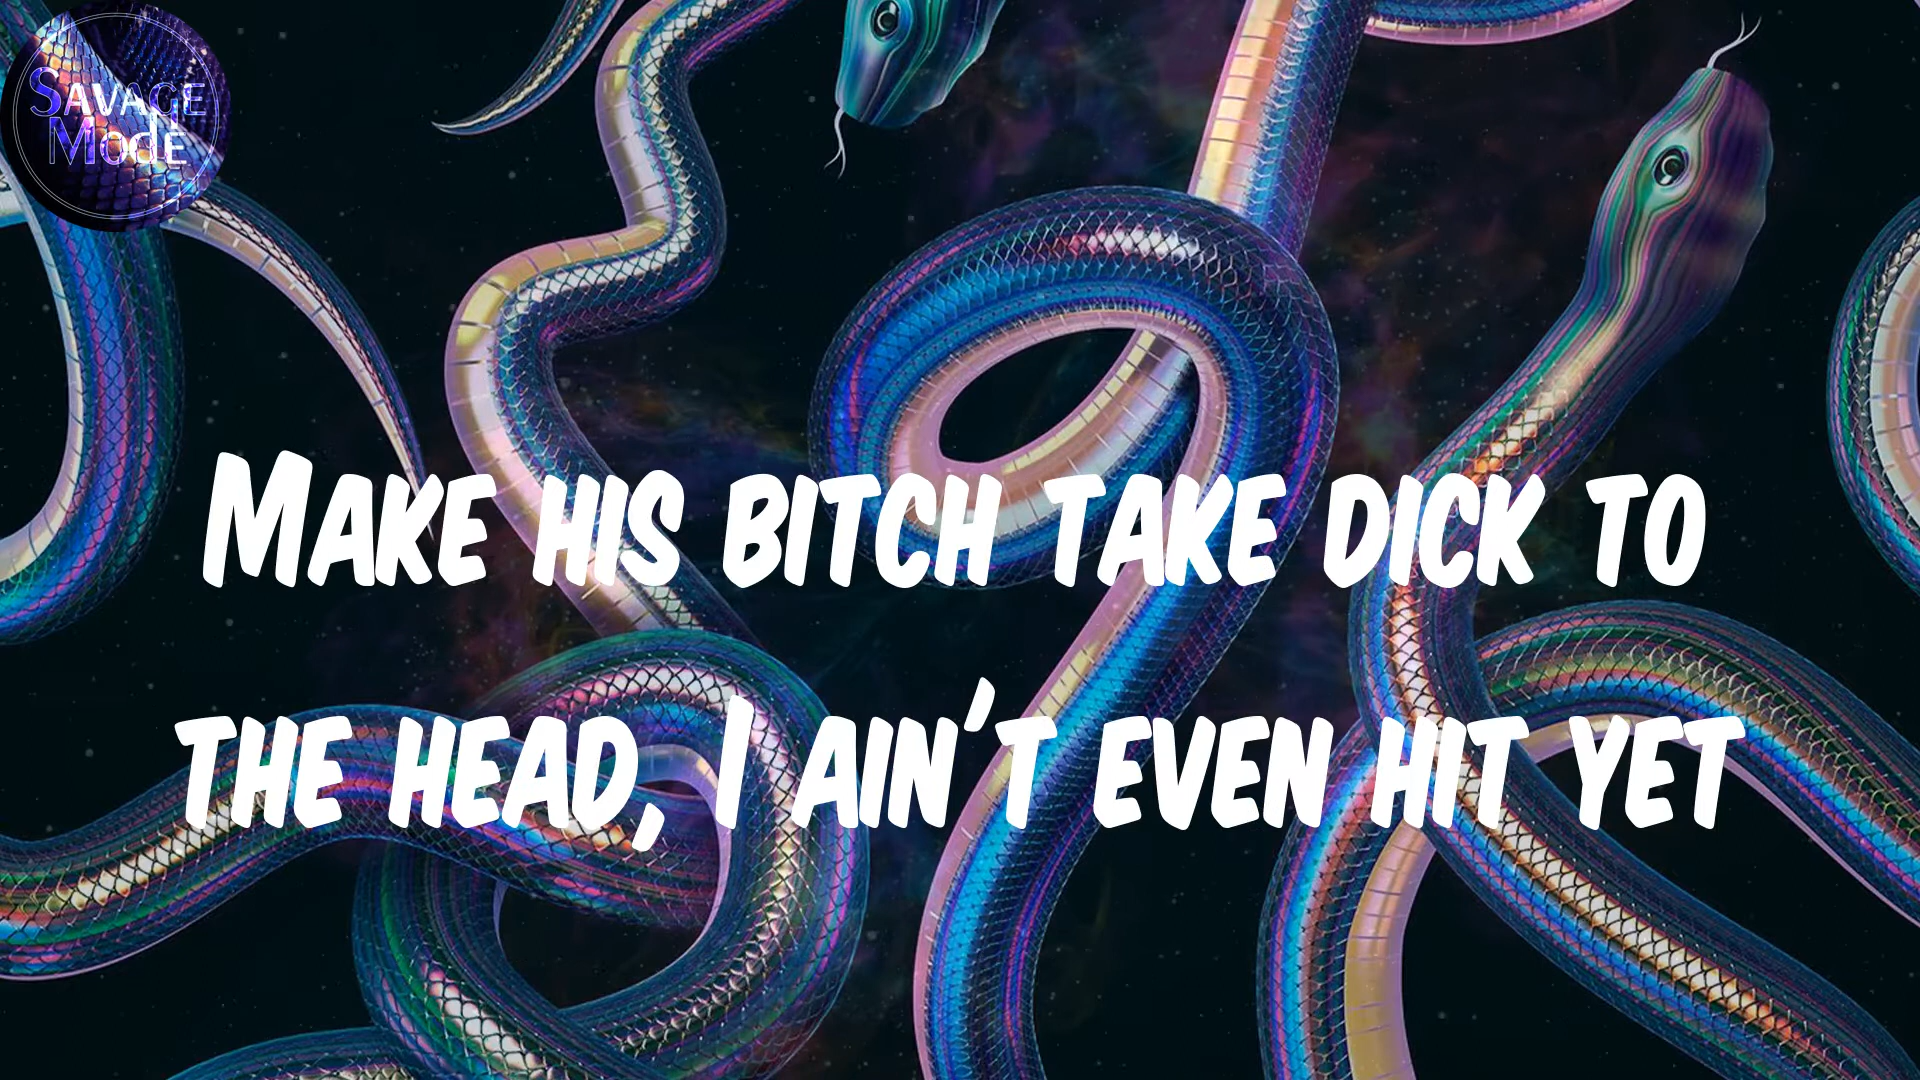 Savage
Mode
Make his bitch take dick to
the head, I ain't even hit yet